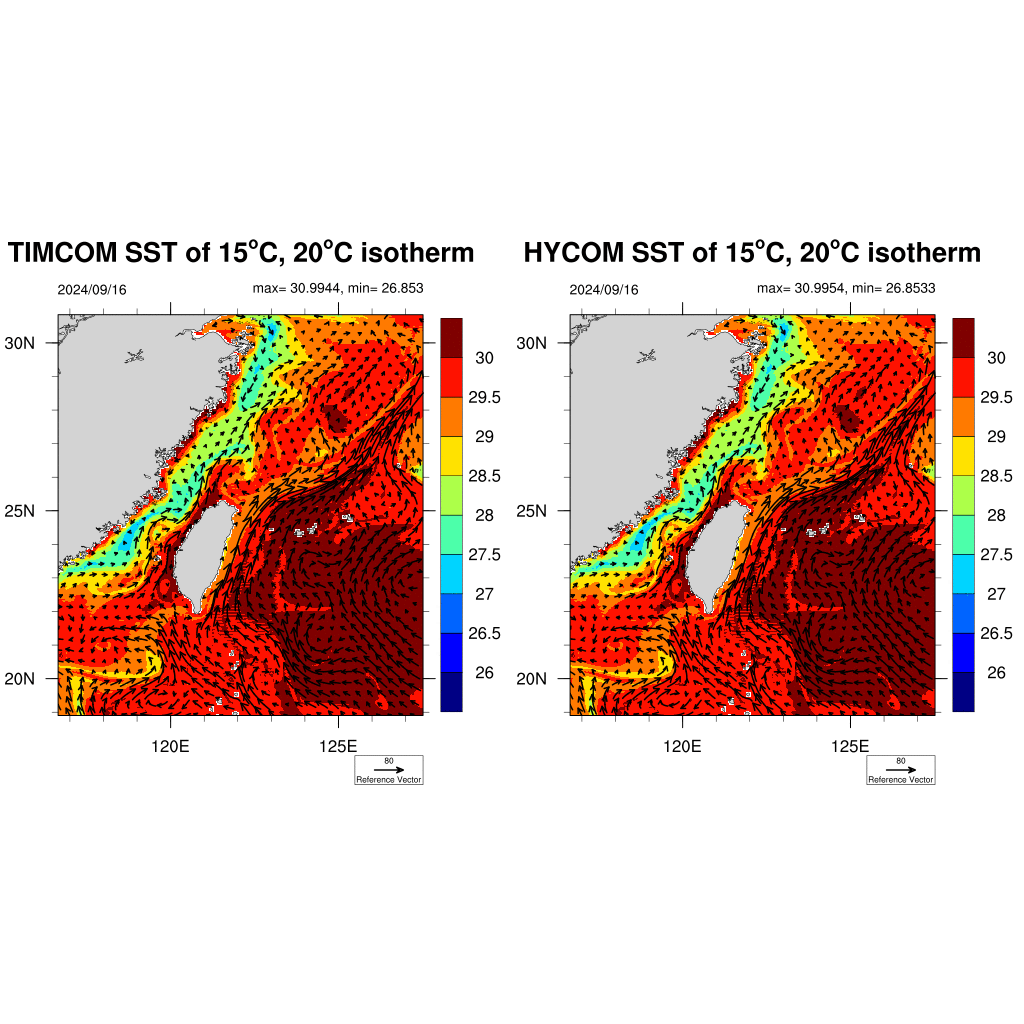 TIMCOM SST of 15°C, 20°C isotherm
2024/09/16
max= 30.9944, min= 26.853
30N
25N
20N
120E
125E
30
29.5
29
28.5
28
27.5
27
26.5
26
80
Reference Vector
HYCOM SST of 15°C, 20°C isotherm
2024/09/16
max= 30.9954, min= 26.8533
30N
25N
20N
120E
125E
30
29.5
29
28.5
28
27.5
27
26.5
26
80
Reference Vector